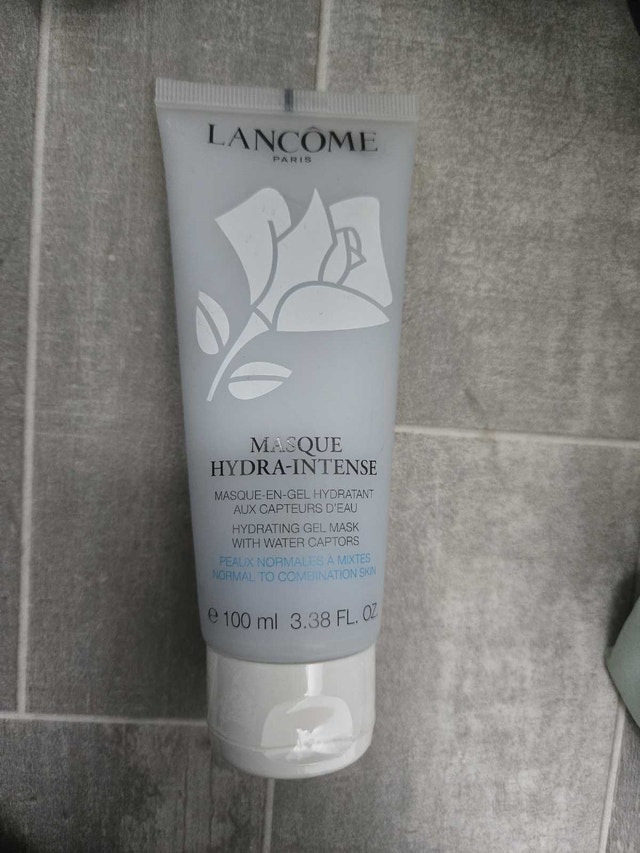 LANCÔME
PARIS
MASQUE
HYDRA-INTENSE
MASQUE-EN-GEL HYDRATANT
AUX CAPTEURS D'EAU
HYDRATING GEL MASK
WITH WATER CAPTORS
PEAUX NORMALES À MIXTES
NORMAL TO COMBINATION SKIN
℮ 100 ml 3.38 FL. OZ